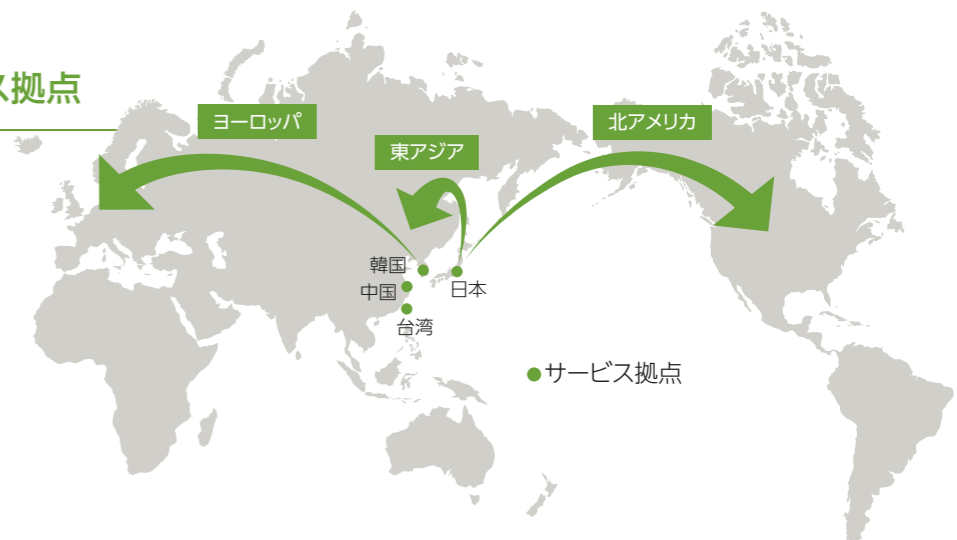 ス拠点
ヨーロッパ
北アメリカ
東アジア
韓国
中国
日本
台湾
●サービス拠点